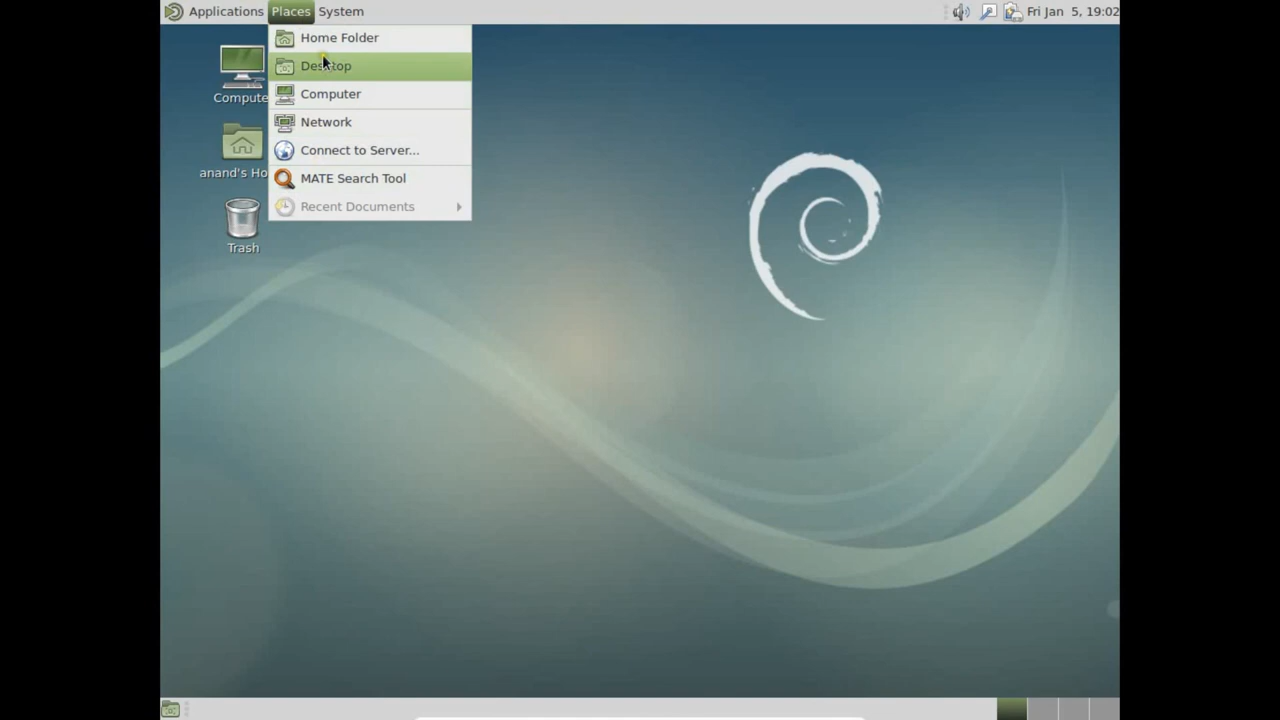 Applications Places System Fri Jan 5, 19:02
Home Folder
Desktop
Computer
Network
Connect to Server...
MATE Search Tool
Recent Documents
Compute
anand's Ho
Trash